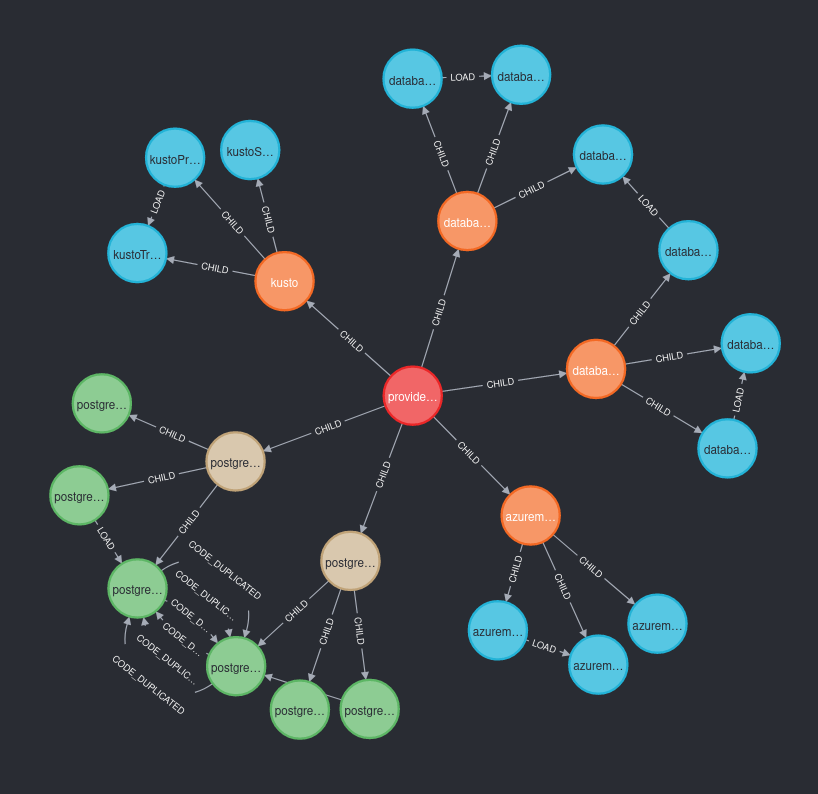 databa...
LOAD
databa...
kustoPr...
kustoS...
CHILD
CHILD
databa...
CHILD
LOAD
CHILD
CHILD
databa...
LOAD
kustoTr...
CHILD
kusto
databa...
CHILD
CHILD
CHILD
databa...
CHILD
databa...
CHILD
provide...
CHILD
postgre...
CHILD
LOAD
CHILD
databa...
CHILD
postgre...
CHILD
CHILD
CHILD
postgre...
CHILD
azurem...
LOAD
CODE_DUPLICATED
postgre...
CHILD
CHILD
CHILD
postgre...
CODE_DUPLIC...
CODE_D...
CHILD
CHILD
CHILD
azurem...
azurem...
LOAD
CODE_D...
CODE_DUPLIC...
CODE_DUPLICATED
postgre...
azurem...
postgre...
postgre...